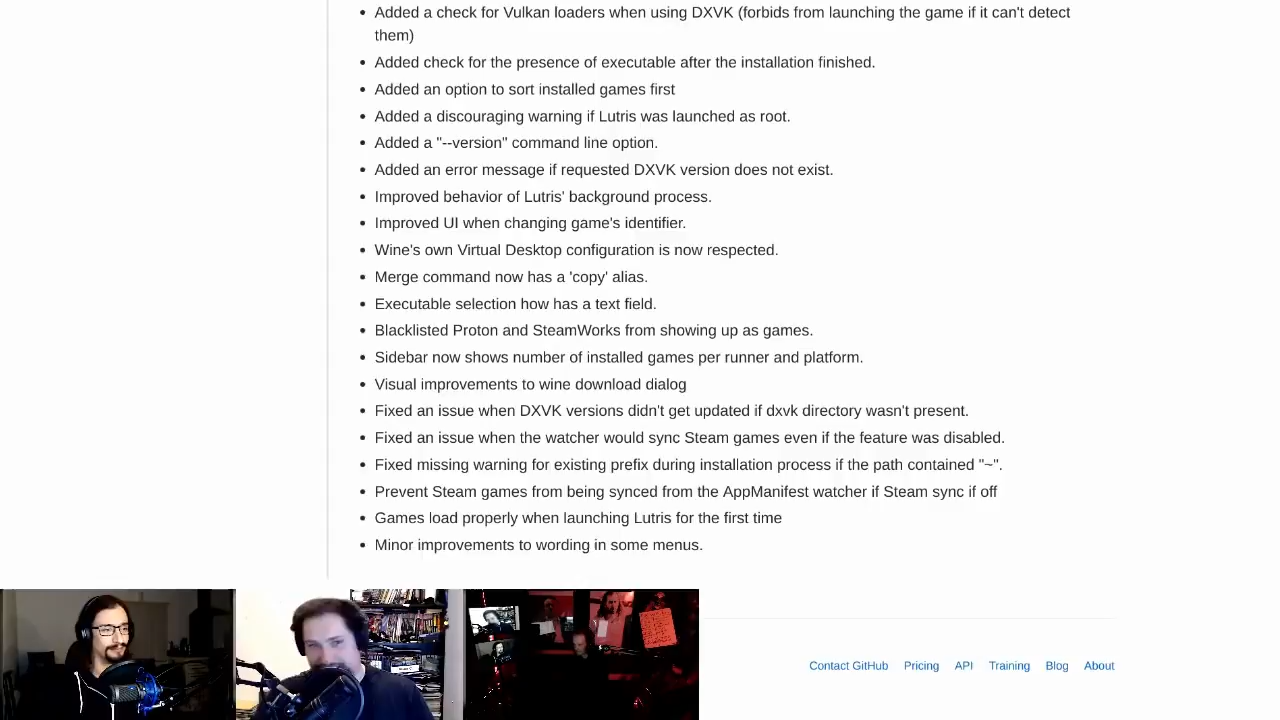 Added a check for Vulkan loaders when using DXVK (forbids from launching the game if it can't detect
them)
Added check for the presence of executable after the installation finished.
Added an option to sort installed games first
Added a discouraging warning if Lutris was launched as root.
Added a "--version" command line option.
Added an error message if requested DXVK version does not exist.
Improved behavior of Lutris' background process.
Improved UI when changing game's identifier.
Wine's own Virtual Desktop configuration is now respected.
Merge command now has a 'copy' alias.
Executable selection how has a text field.
Blacklisted Proton and SteamWorks from showing up as games.
Sidebar now shows number of installed games per runner and platform.
Visual improvements to wine download dialog
Fixed an issue when DXVK versions didn't get updated if dxvk directory wasn't present.
Fixed an issue when the watcher would sync Steam games even if the feature was disabled.
Fixed missing warning for existing prefix during installation process if the path contained "~".
Prevent Steam games from being synced from the AppManifest watcher if Steam sync if off
Games load properly when launching Lutris for the first time
Minor improvements to wording in some menus.
Contact GitHub Pricing API Training Blog About